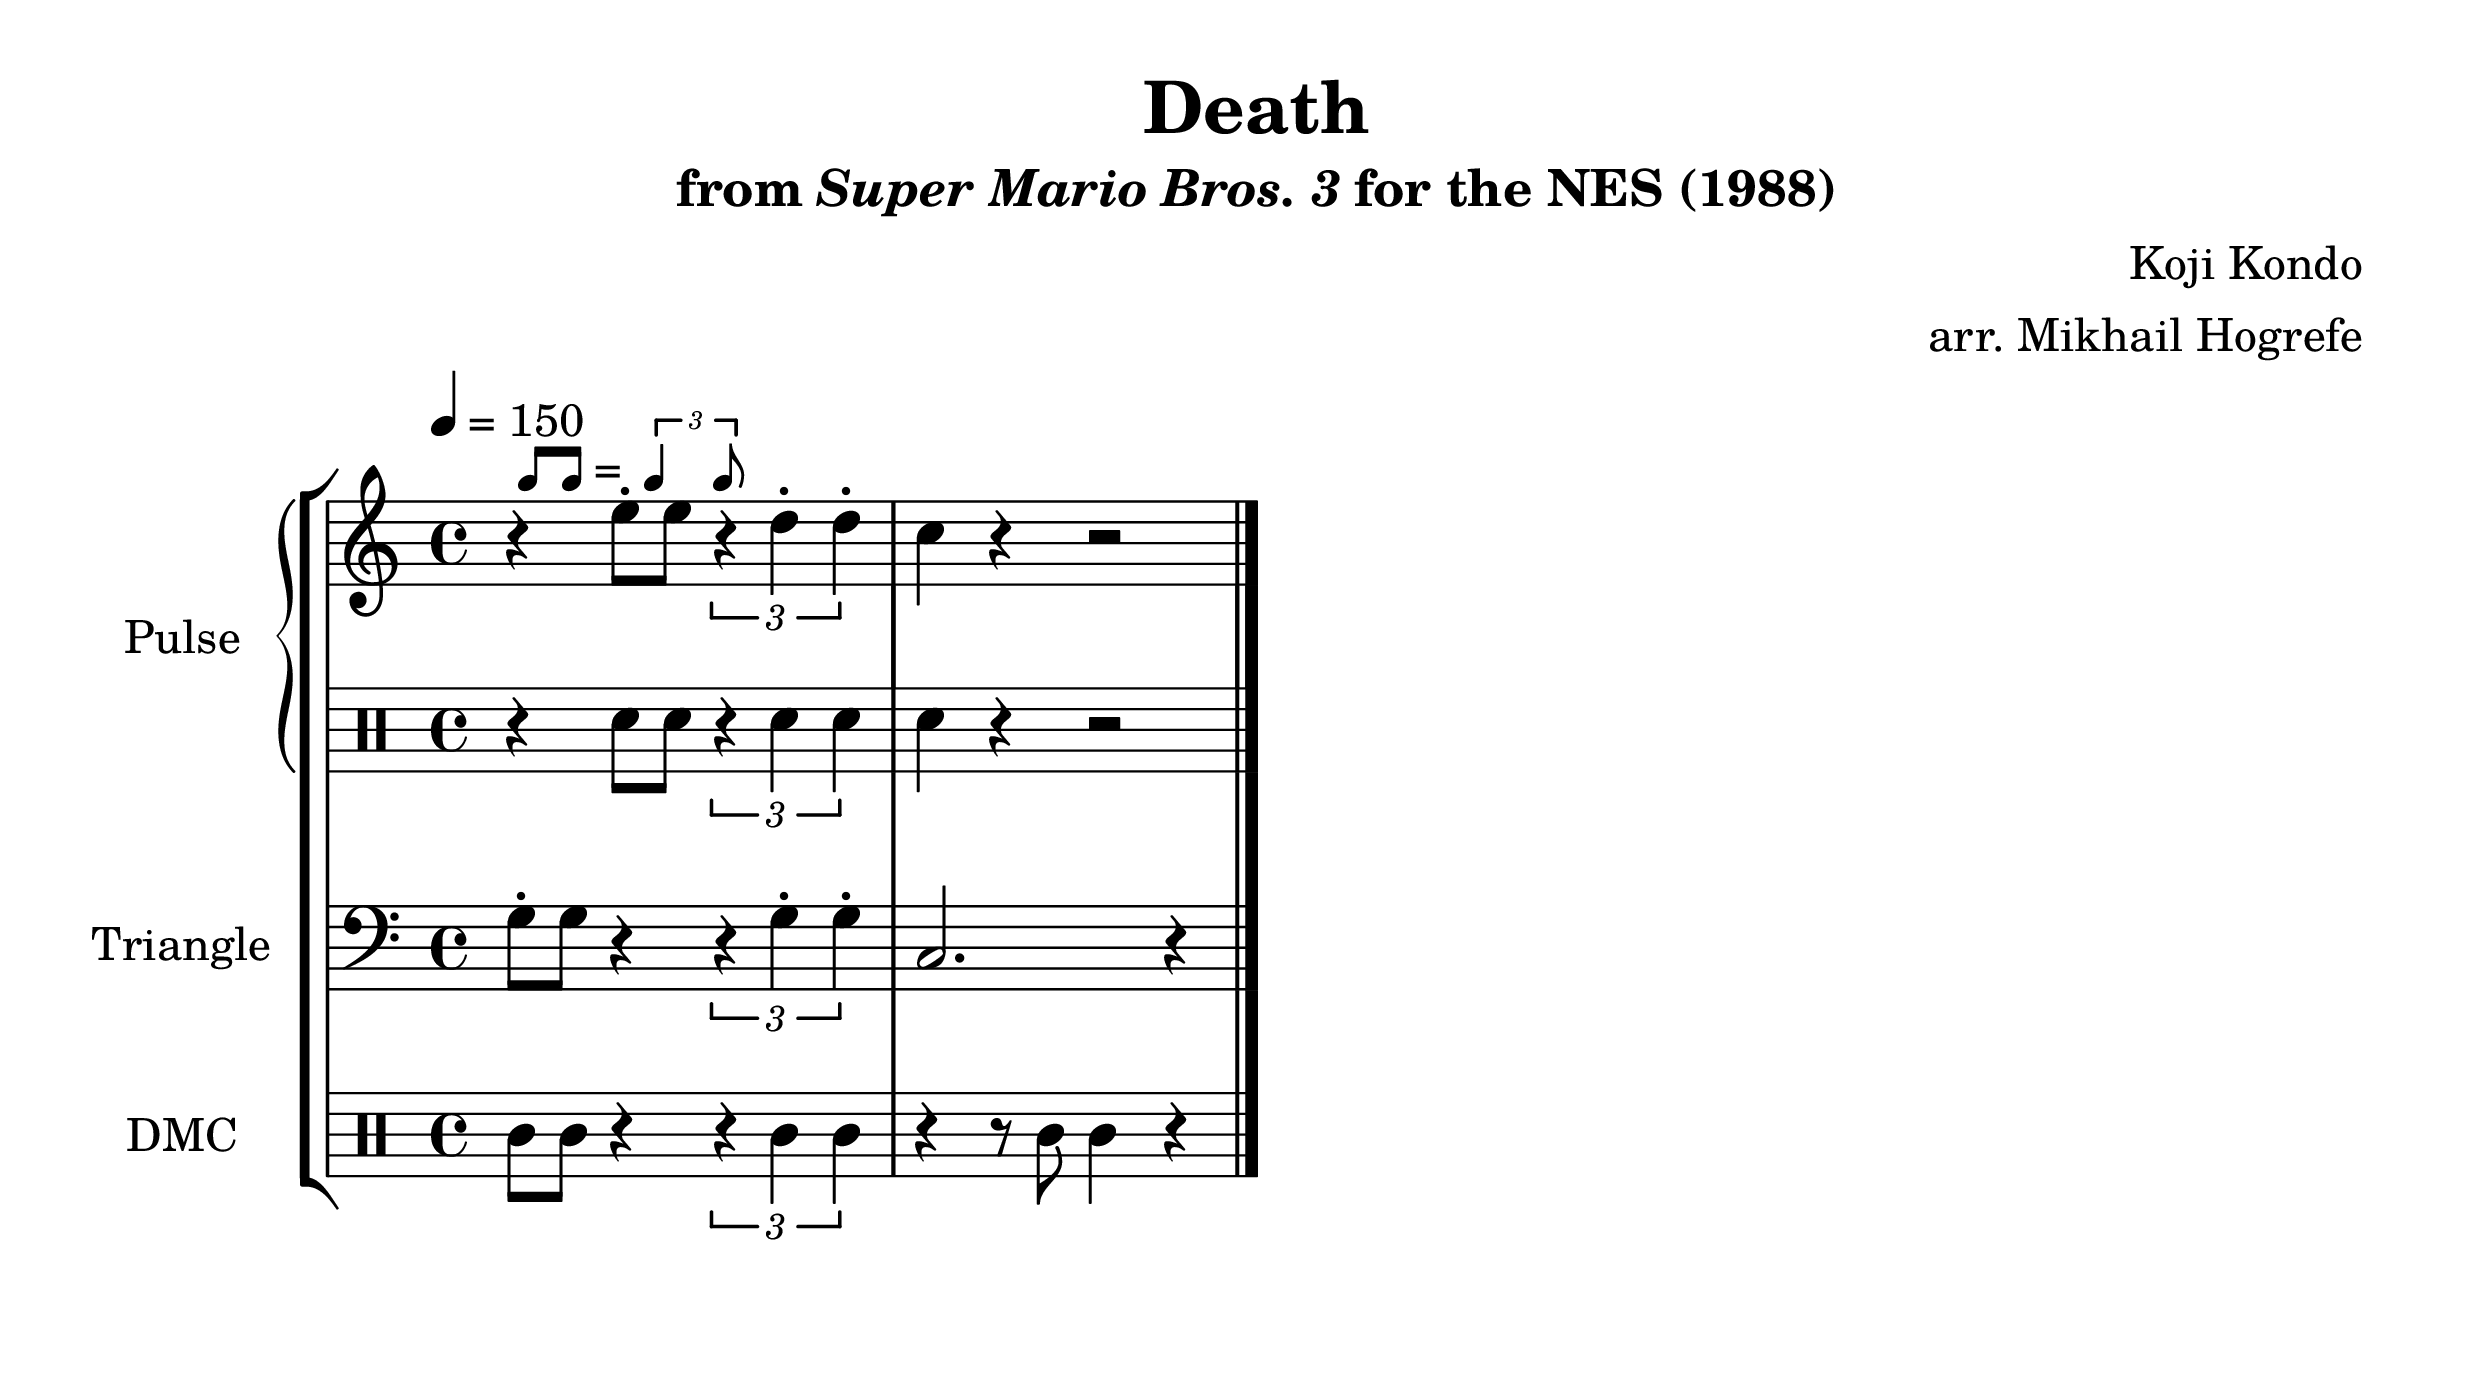 Death
from Super Mario Bros. 3 for the NES (1988)
Koji Kondo
arr. Mikhail Hogrefe
= 150
= 3
Pulse
3
3
Triangle
3
DMC
3